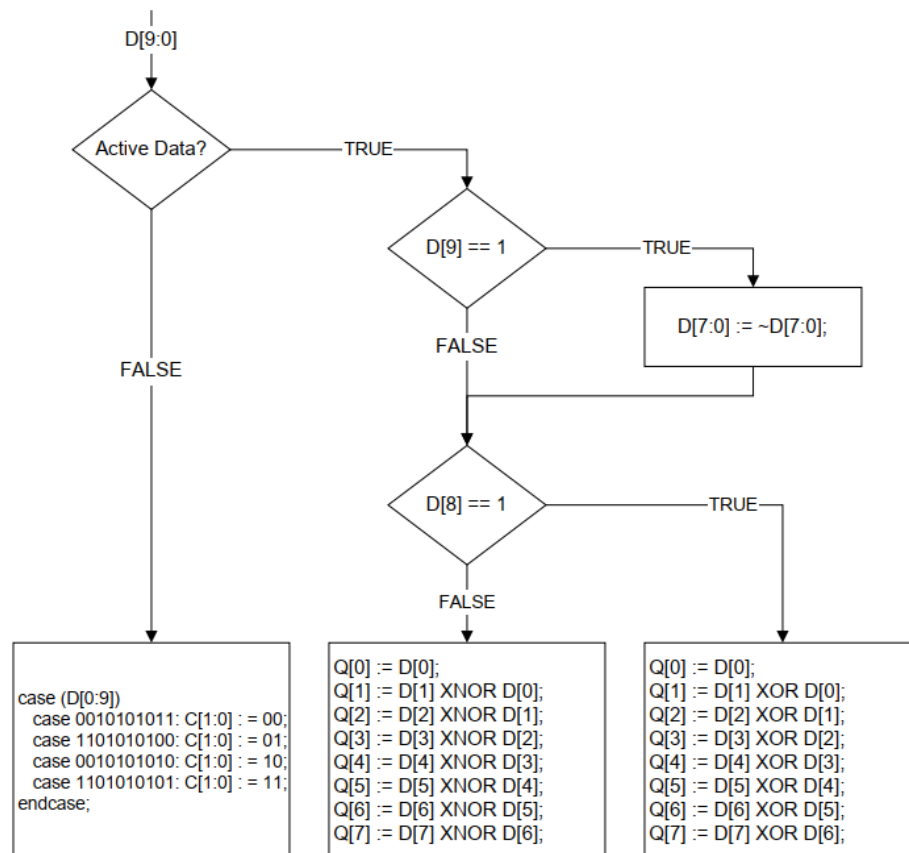 D[9:0]
Active Data?
TRUE
D[9] == 1
TRUE
D[7:0] := ~D[7:0];
FALSE
FALSE
D[8] == 1
TRUE
FALSE
case (D[0:9])
case 0010101011: C[1:0] : = 00;
case 1101010100: C[1:0] : = 01;
case 0010101010: C[1:0] : = 10;
case 1101010101: C[1:0] : = 11;
endcase;
Q[0] := D[0];
Q[1] := D[1] XNOR D[0];
Q[2] := D[2] XNOR D[1];
Q[3] := D[3] XNOR D[2];
Q[4] := D[4] XNOR D[3];
Q[5] := D[5] XNOR D[4];
Q[6] := D[6] XNOR D[5];
Q[7] := D[7] XNOR D[6];
Q[0] := D[0];
Q[1] := D[1] XOR D[0];
Q[2] := D[2] XOR D[1];
Q[3] := D[3] XOR D[2];
Q[4] := D[4] XOR D[3];
Q[5] := D[5] XOR D[4];
Q[6] := D[6] XOR D[5];
Q[7] := D[7] XOR D[6];